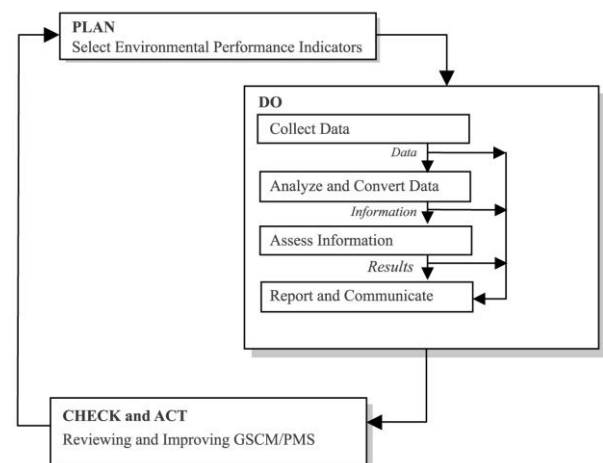 PLAN
Select Environmental Performance Indicators
DO
Collect Data
Data
Analyze and Convert Data
Information
Assess Information
Results
Report and Communicate
CHECK and ACT
Reviewing and Improving GSCM/PMS